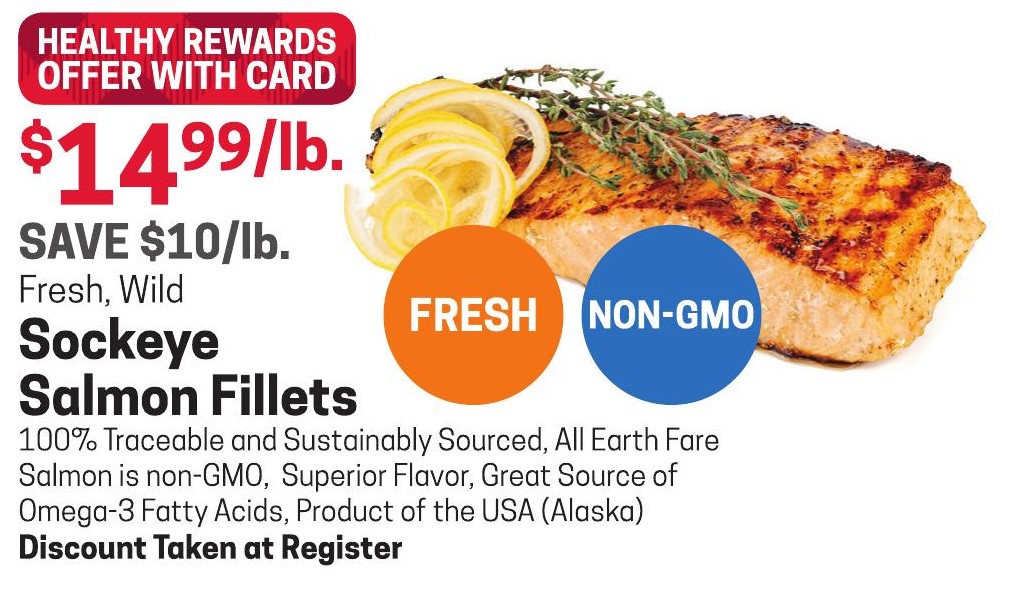 HEALTHY REWARDS
OFFER WITH CARD
$14.99/lb.
SAVE $10/lb.
Fresh, Wild
Sockeye
Salmon Fillets
FRESH
NON-GMO
100% Traceable and Sustainably Sourced, All Earth Fare
Salmon is non-GMO, Superior Flavor, Great Source of
Omega-3 Fatty Acids, Product of the USA (Alaska)
Discount Taken at Register